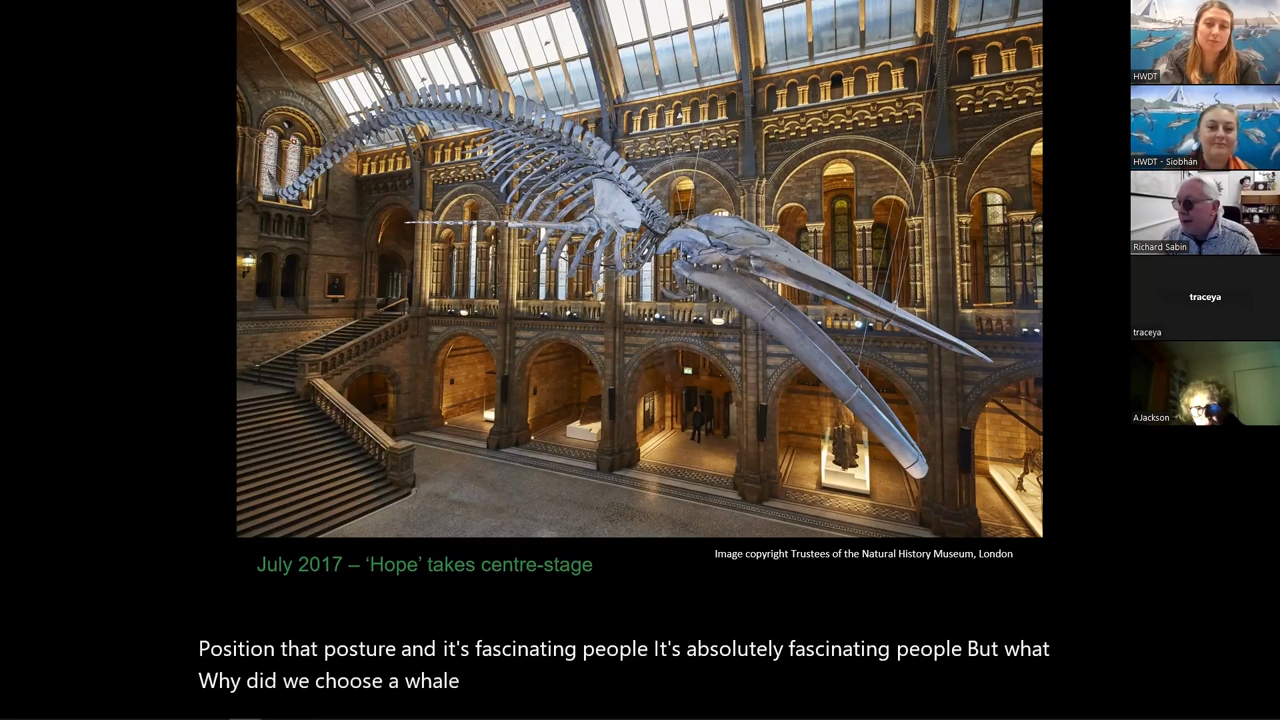 HWDT
HWDT - Siobhán
Richard Sabin
traceya
traceya
AJackson
July 2017 – ‘Hope’ takes centre-stage
Image copyright Trustees of the Natural History Museum, London
Position that posture and it's fascinating people It's absolutely fascinating people But what
Why did we choose a whale